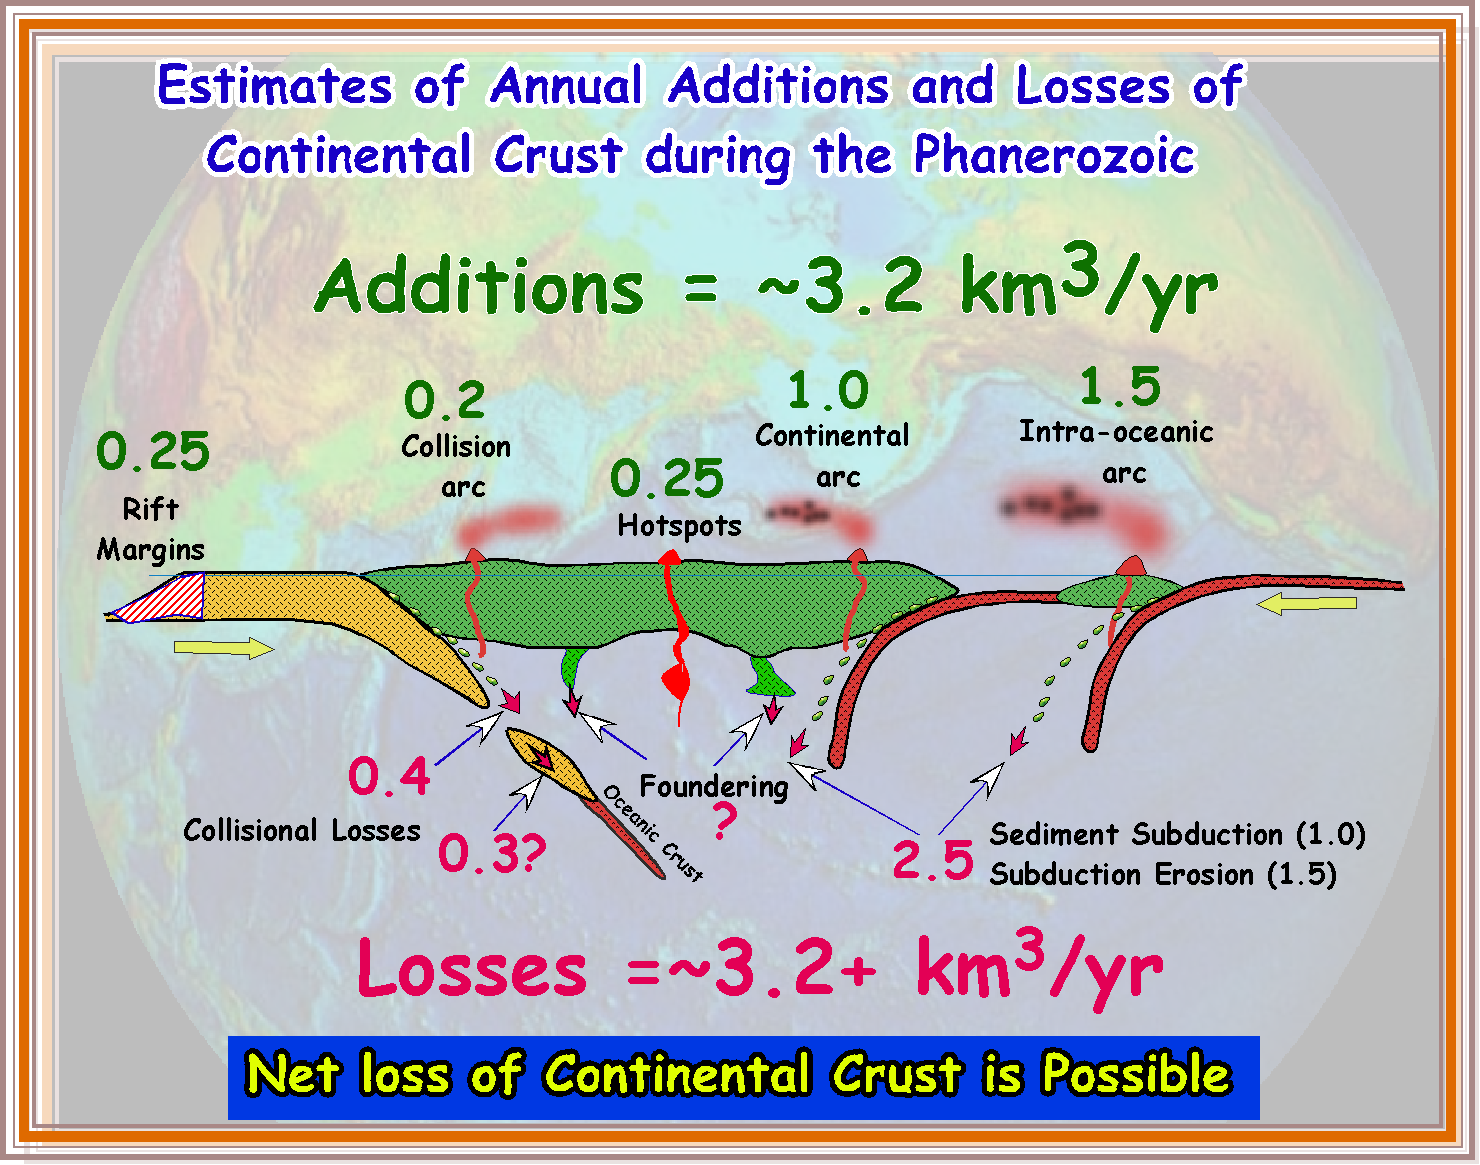 Estimates of Annual Additions and Losses of
Continental Crust during the Phanerozoic
Additions = ~3.2 km³/yr
0.25
Rift
Margins
0.2
Collision
arc
0.25
Hotspots
1.0
Continental
arc
1.5
Intra-oceanic
arc
0.4
Collisional Losses
0.3?
Oceanic Crust
Foundering
?
2.5
Sediment Subduction (1.0)
Subduction Erosion (1.5)
Losses =~3.2+ km³/yr
Net loss of Continental Crust is Possible